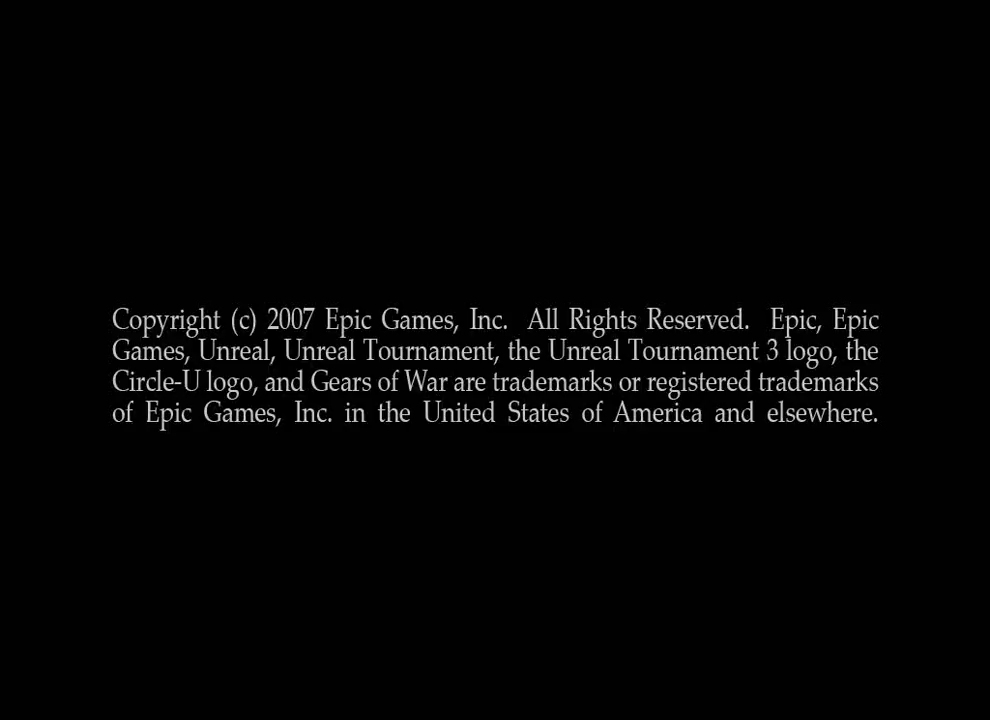 Copyright (c) 2007 Epic Games, Inc.  All Rights Reserved.  Epic, Epic
Games, Unreal, Unreal Tournament, the Unreal Tournament 3 logo, the
Circle-U logo, and Gears of War are trademarks or registered trademarks
of Epic Games, Inc. in the United States of America and elsewhere.